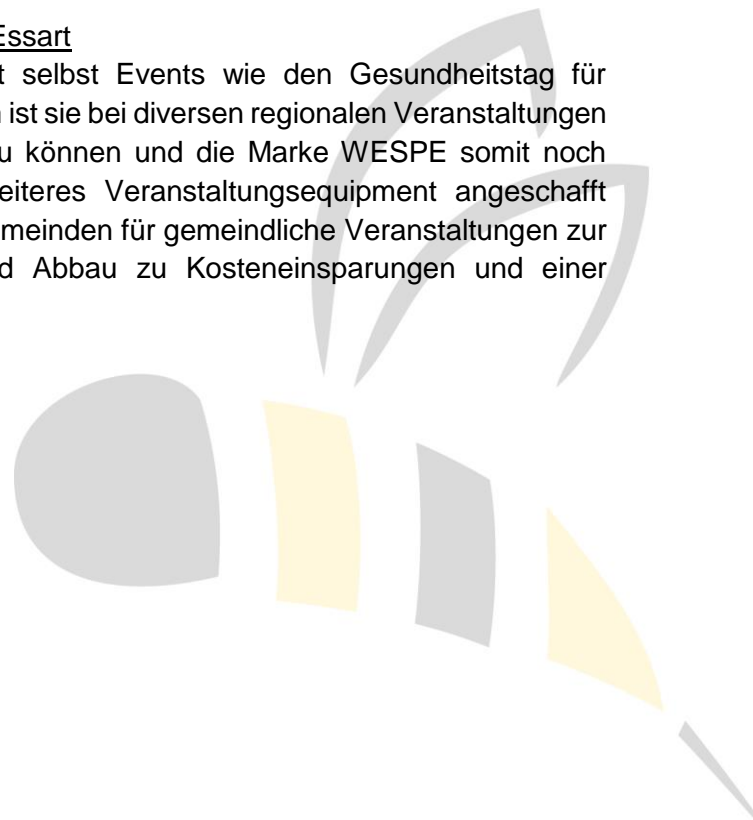 Essart
t selbst Events wie den Gesundheitstag für
n ist sie bei diversen regionalen Veranstaltungen
u können und die Marke WESPE somit noch
eiteres Veranstaltungsequipment angeschafft
meinden für gemeindliche Veranstaltungen zur
d Abbau zu Kosteneinsparungen und einer